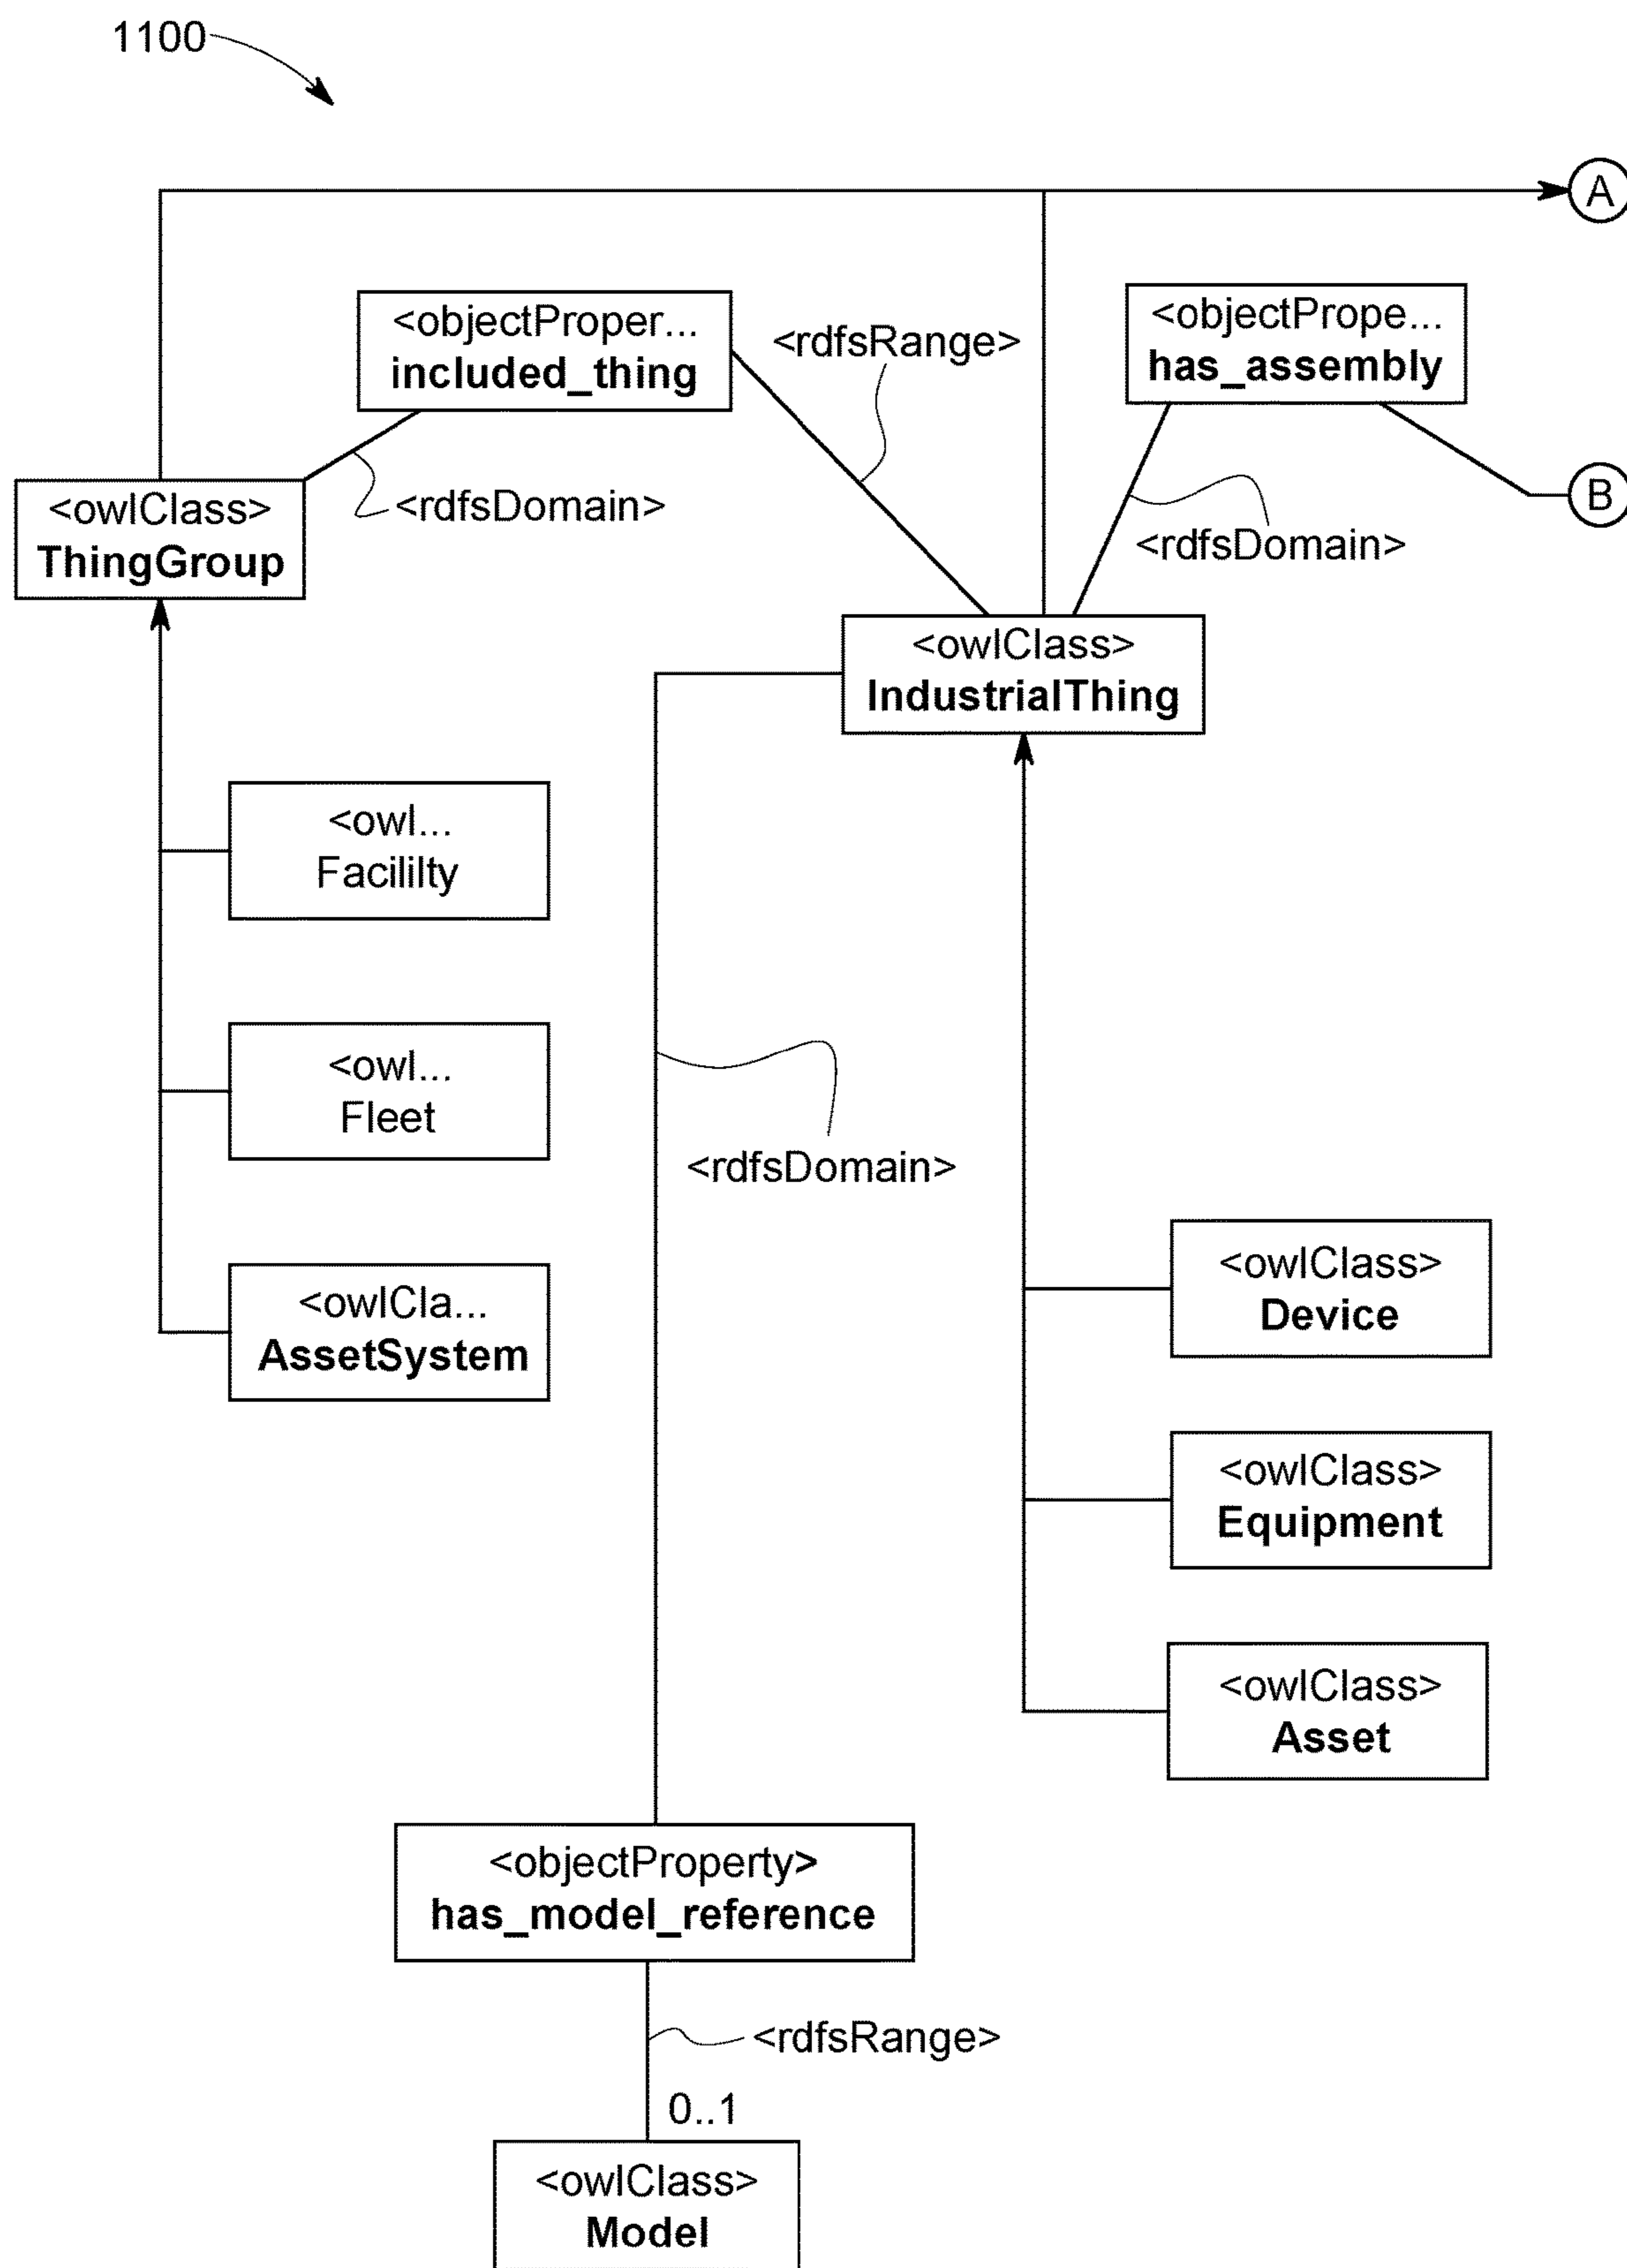 1100
A
<objectProper...
included_thing
<rdfsRange>
<objectPrope...
has_assembly
<owlClass>
ThingGroup
<rdfsDomain>
B
<rdfsDomain>
<owlClass>
IndustrialThing
<owl...
Facililty
<owl...
Fleet
<rdfsDomain>
<owlCla...
AssetSystem
<owlClass>
Device
<owlClass>
Equipment
<owlClass>
Asset
<objectProperty>
has_model_reference
<rdfsRange>
0..1
<owlClass>
Model